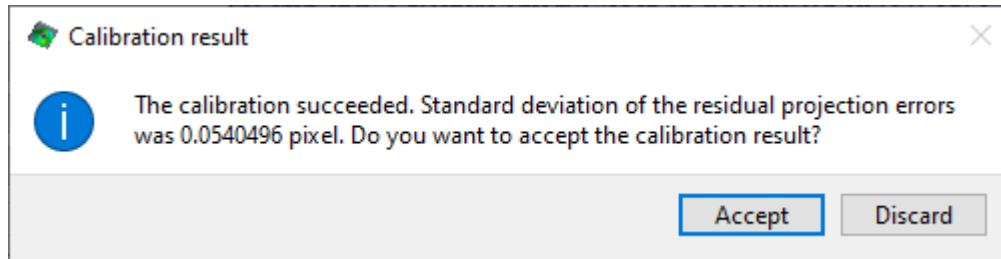 Calibration result
The calibration succeeded. Standard deviation of the residual projection errors
was 0.0540496 pixel. Do you want to accept the calibration result?
Accept
Discard